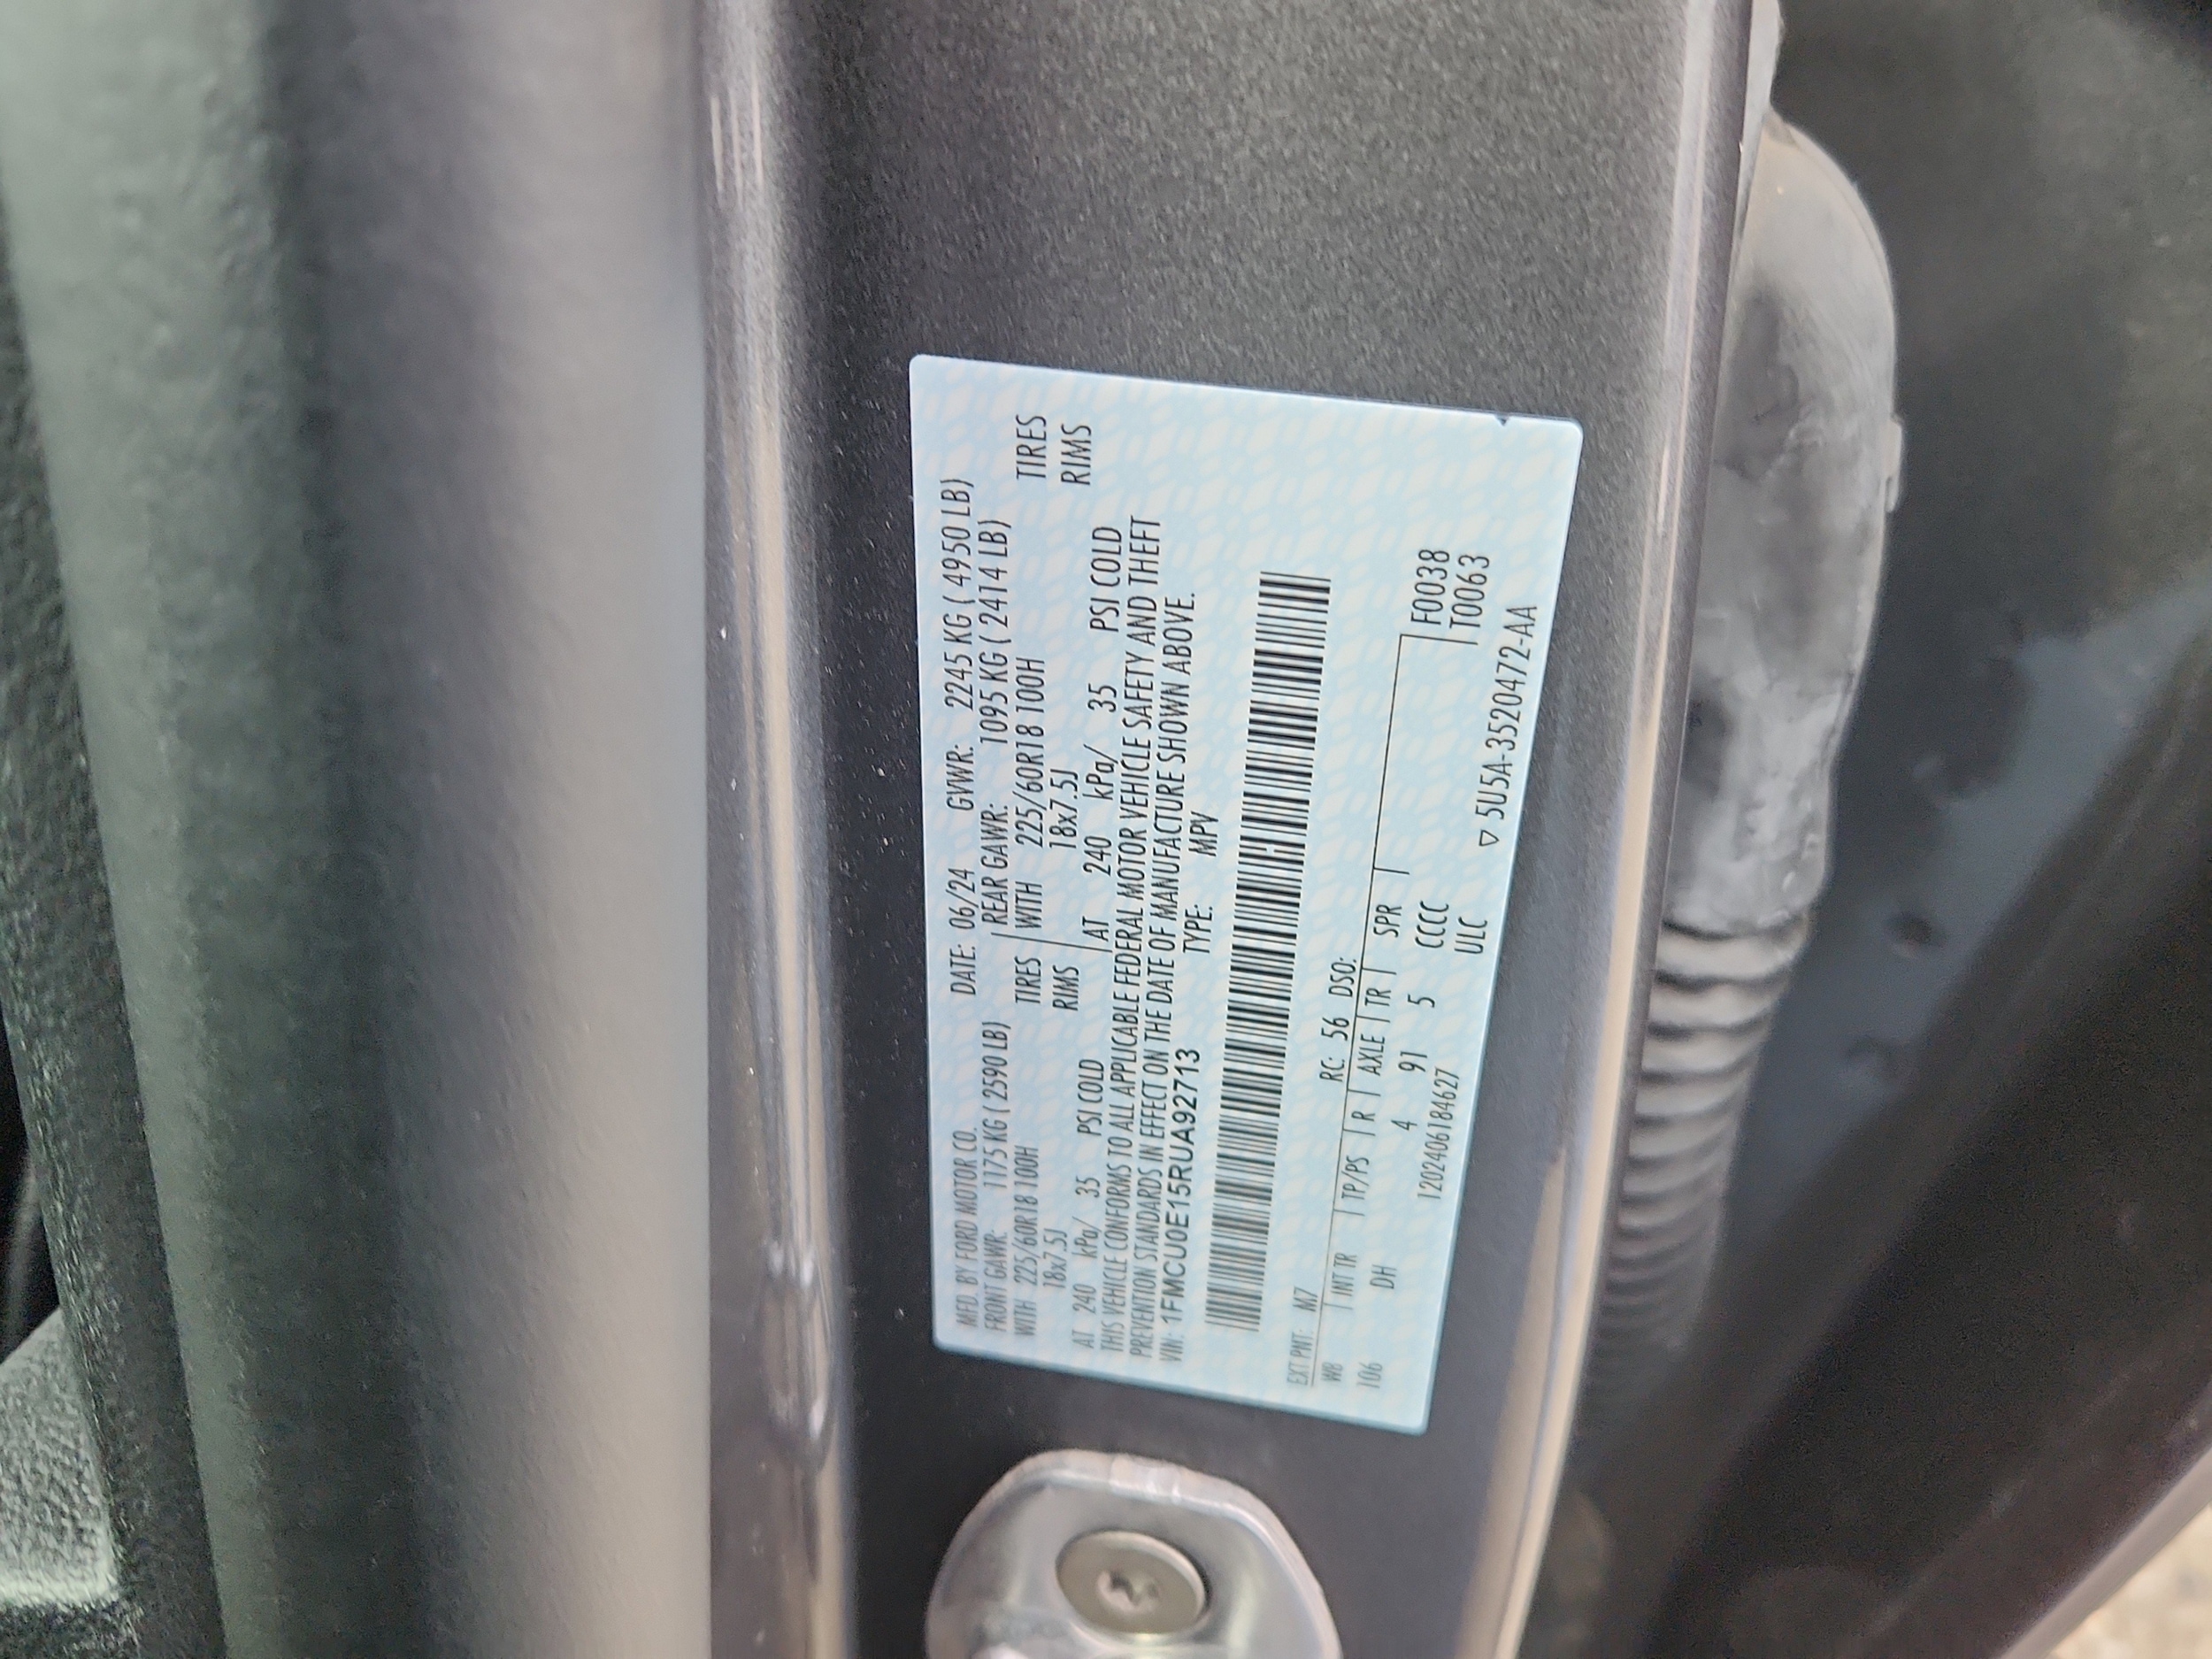 MFD. BY FORD MOTOR CO. DATE: 06/24 GVWR: 2245 KG ( 4950 LB)
FRONT GAWR: 1175 KG ( 2590 LB) REAR GAWR: 1095 KG ( 2414 LB)
WITH 225/60R18 100H TIRES WITH 225/60R18 100H TIRES
18x7.5J RIMS 18x7.5J RIMS
AT 240 kPa/ 35 PSI COLD AT 240 kPa/ 35 PSI COLD
THIS VEHICLE CONFORMS TO ALL APPLICABLE FEDERAL MOTOR VEHICLE SAFETY AND THEFT
PREVENTION STANDARDS IN EFFECT ON THE DATE OF MANUFACTURE SHOWN ABOVE.
VIN: 1FMCU0E15RUA92713 TYPE: MPV
EXT PNT: M7 RC: 56 DSO:
WB INT TR TP/PS R AXLE TR SPR
106 DH 4 91 5 CCCC F0038
1202406184627 ULC T0063
▽ 5U5A-3520472-AA